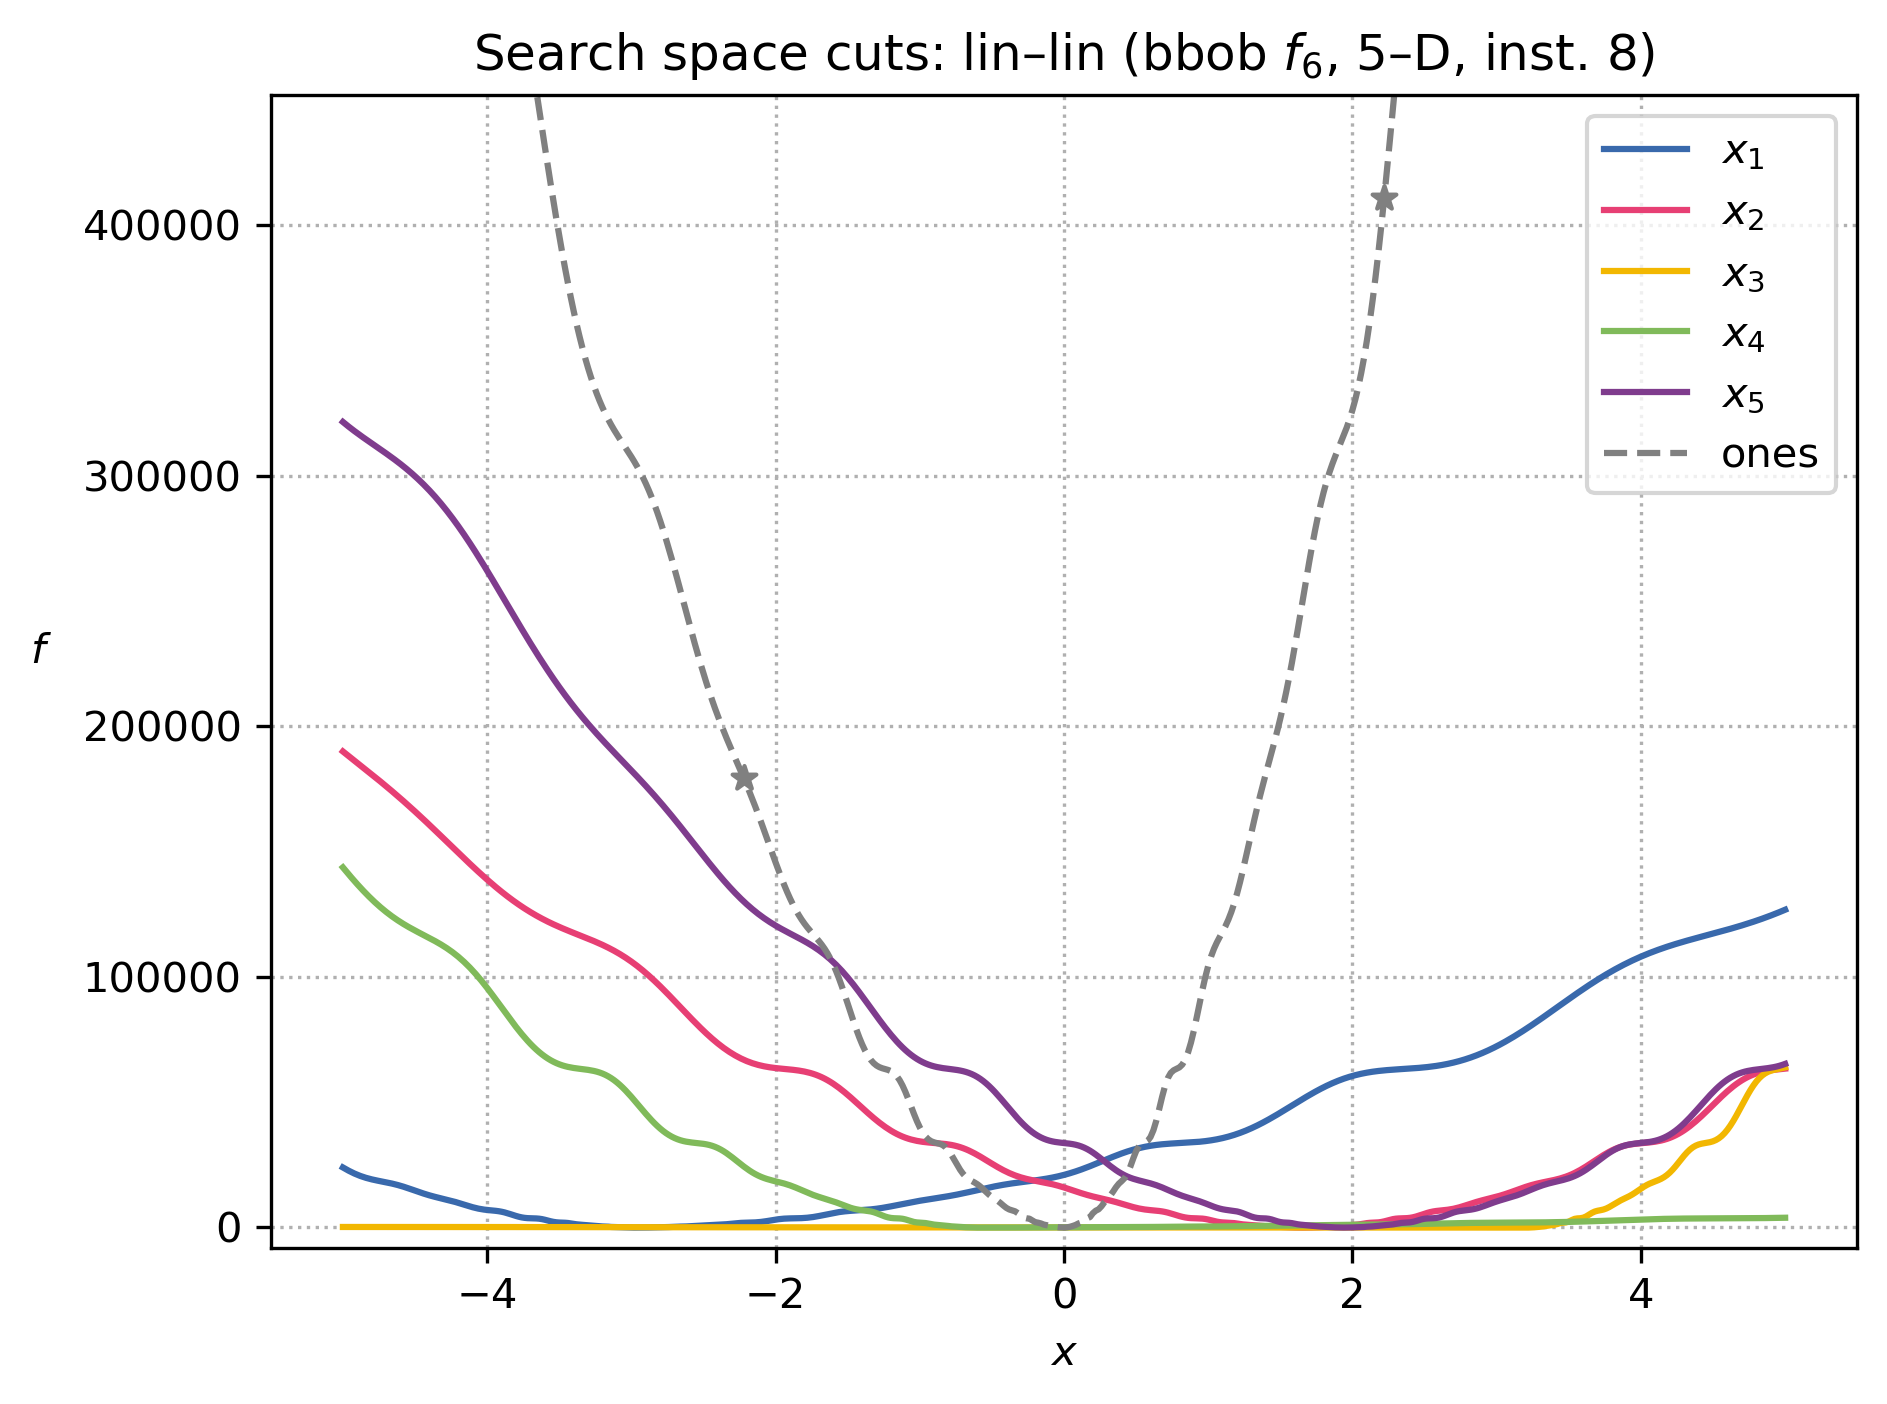 Search space cuts: lin–lin (bbob f₆, 5–D, inst. 8)
x₁
x₂
x₃
x₄
x₅
ones
400000
300000
200000
100000
0
f
−4
−2
0
2
4
x